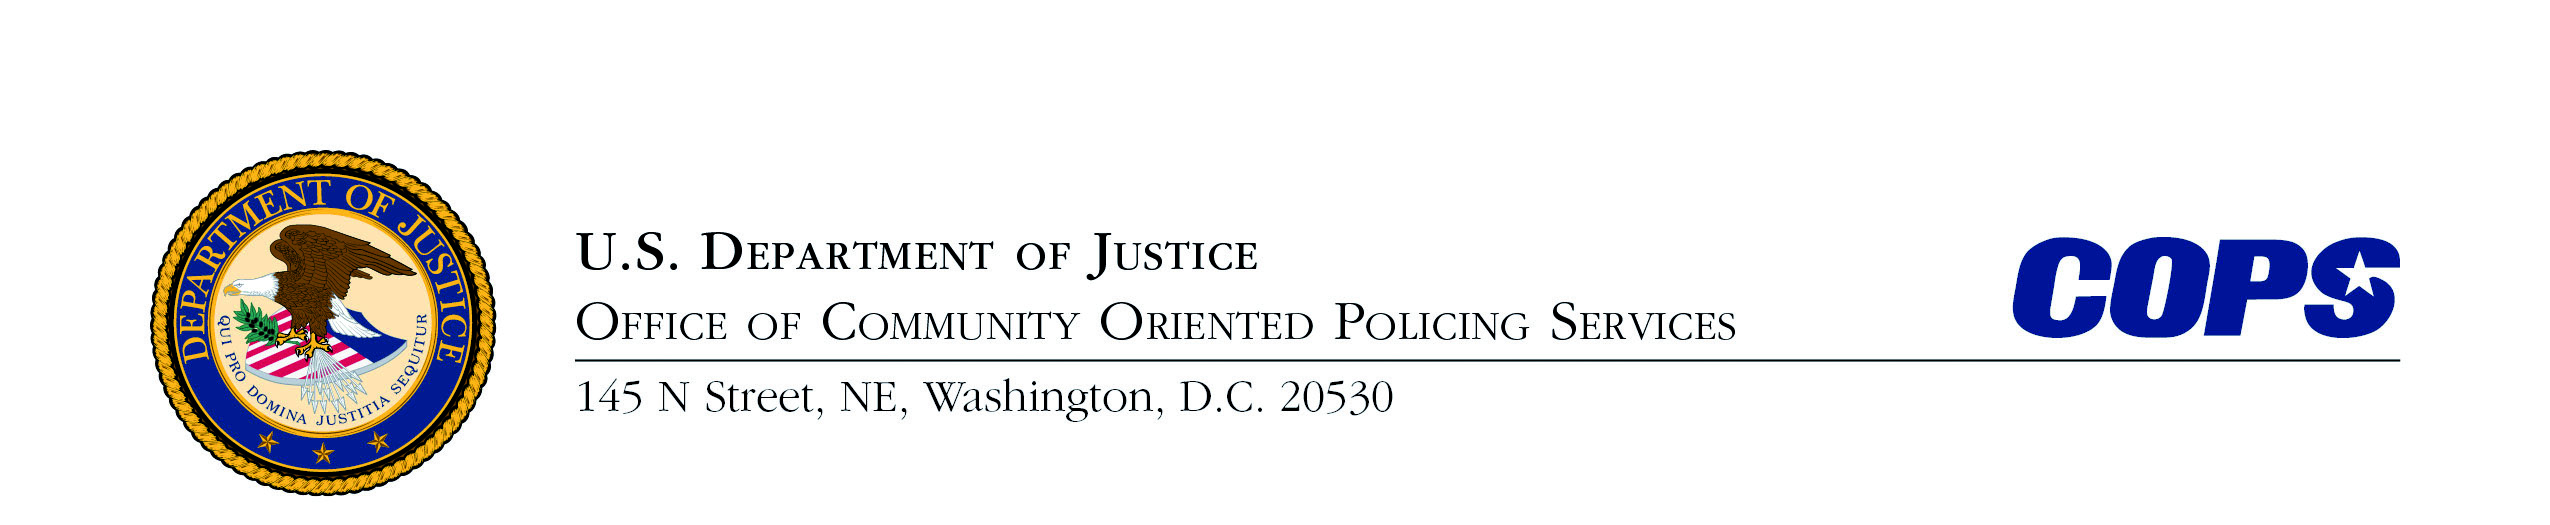 DEPARTMENT OF JUSTICE
QUI PRO DOMINA JUSTITIA SEQUITUR
U.S. DEPARTMENT OF JUSTICE
OFFICE OF COMMUNITY ORIENTED POLICING SERVICES
145 N Street, NE, Washington, D.C. 20530
COPS